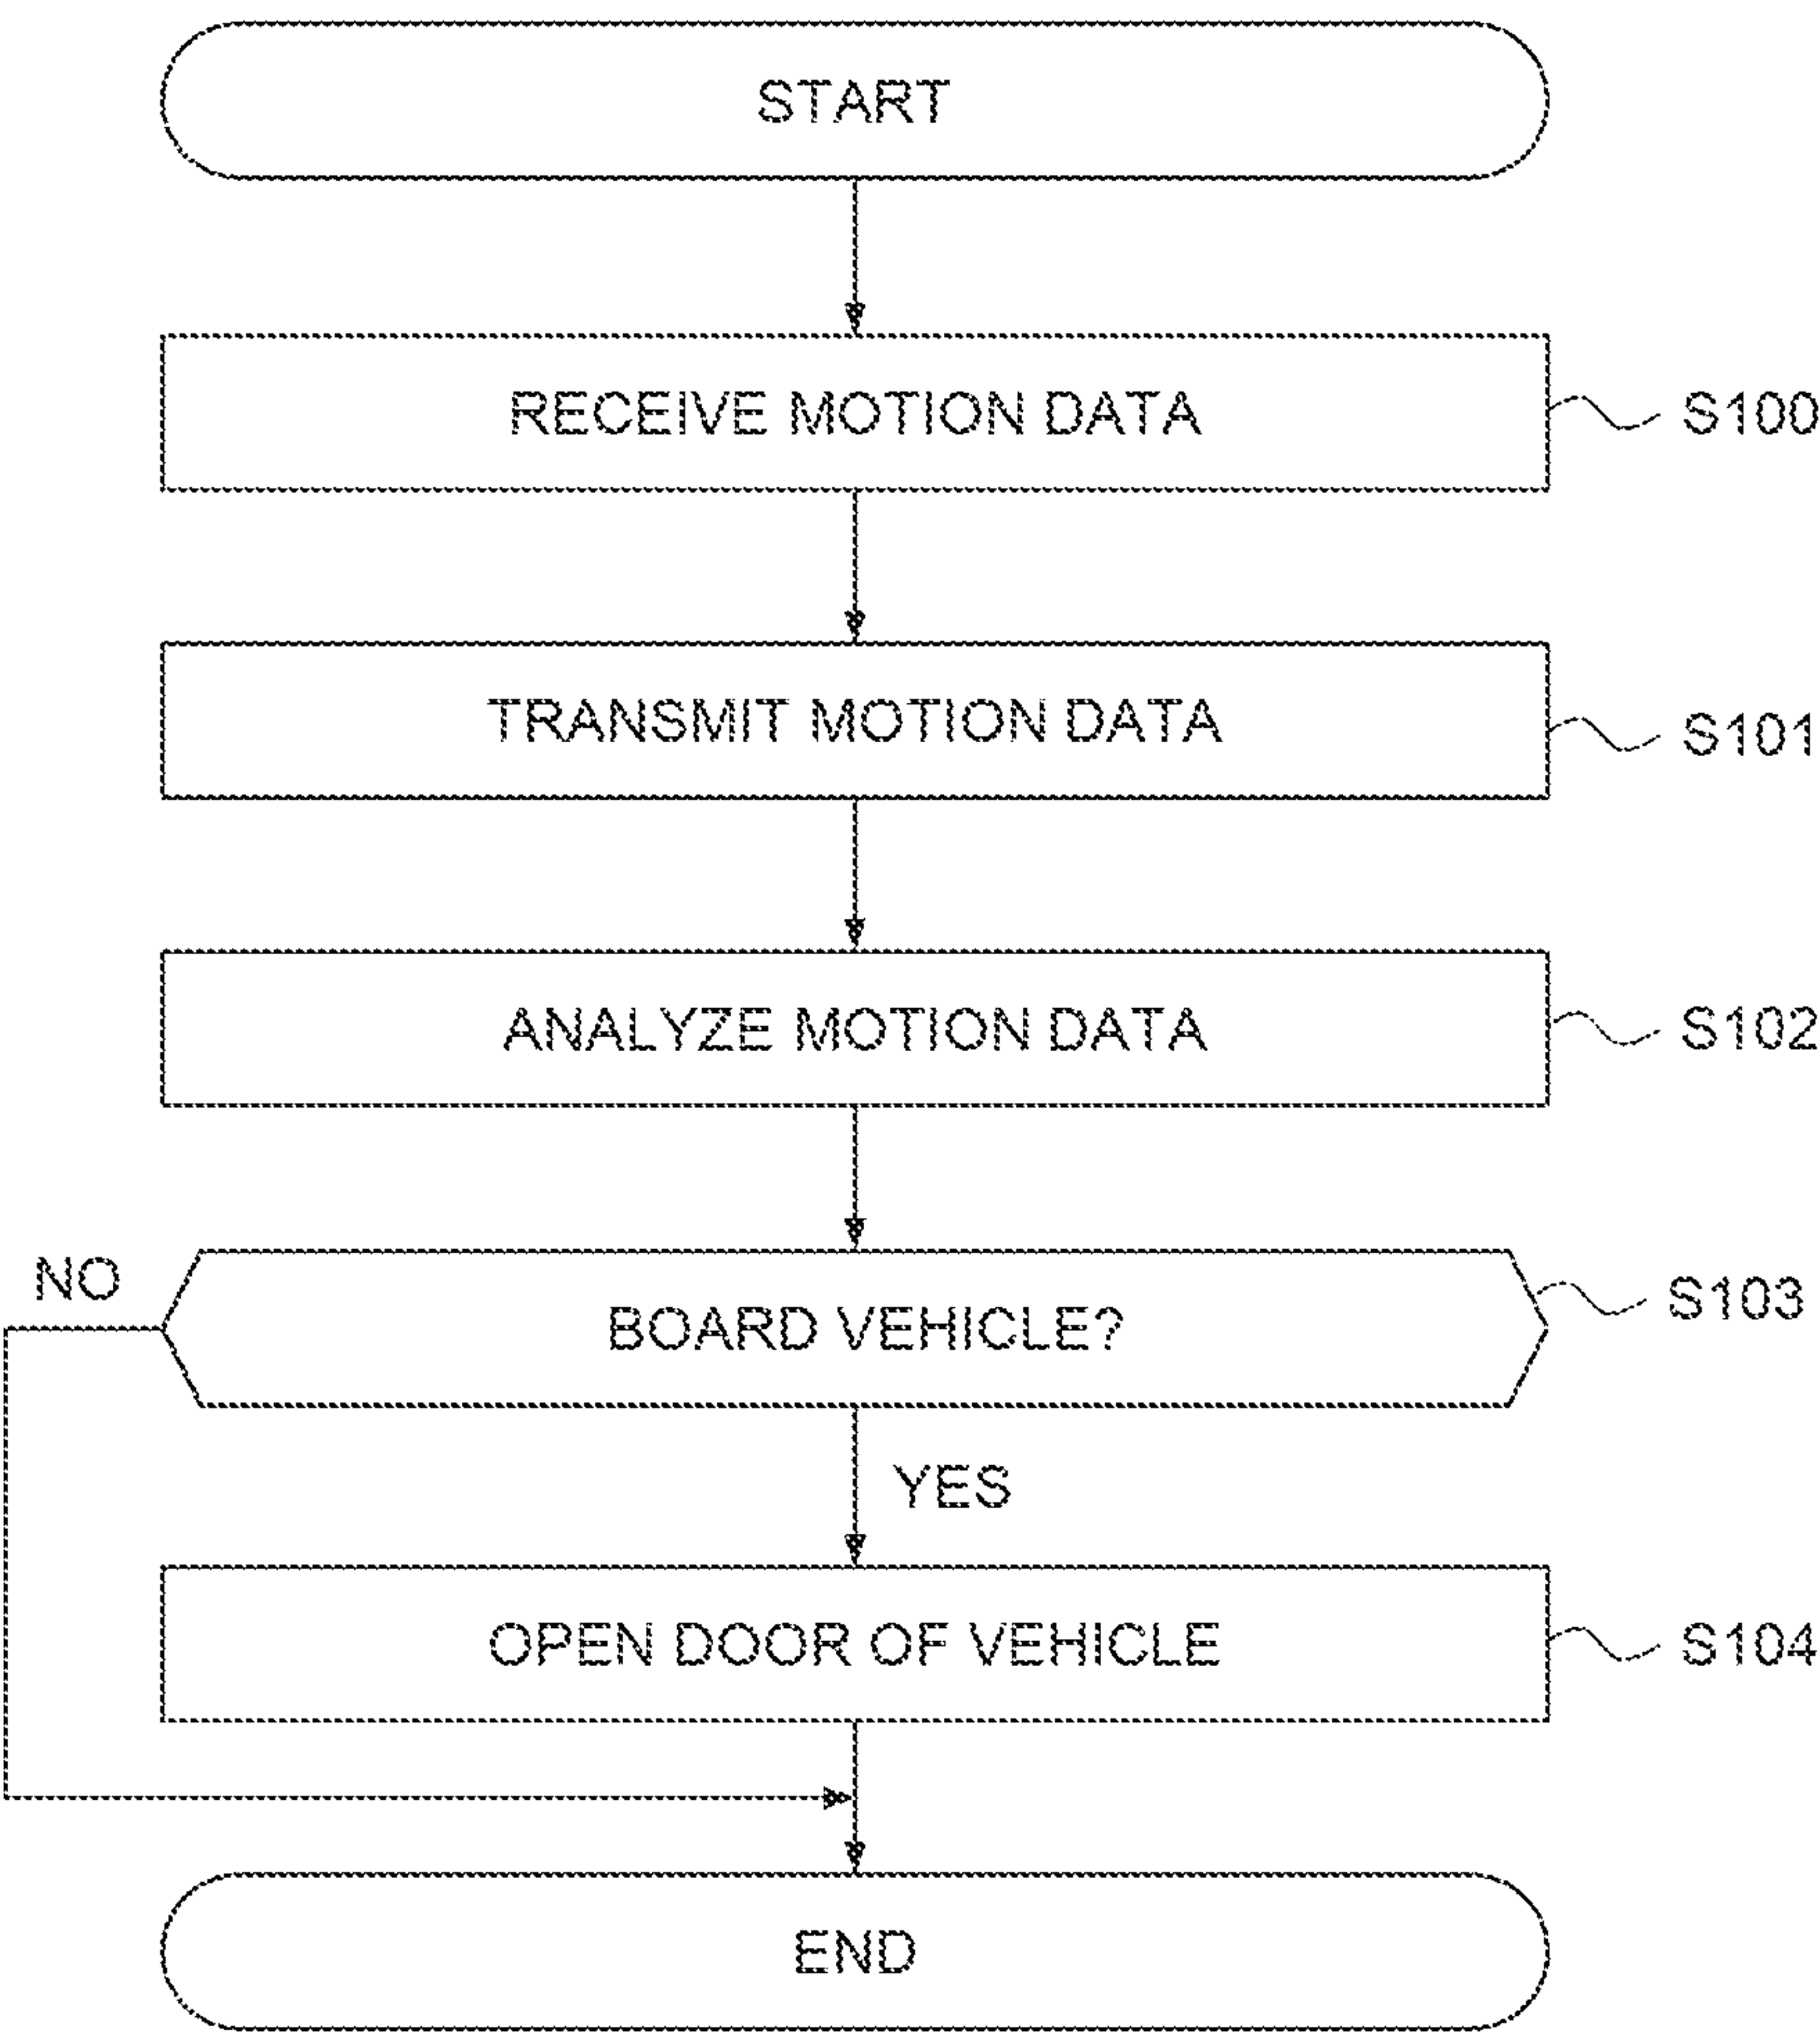 START
RECEIVE MOTION DATA
S100
TRANSMIT MOTION DATA
S101
ANALYZE MOTION DATA
S102
NO
BOARD VEHICLE?
S103
YES
OPEN DOOR OF VEHICLE
S104
END